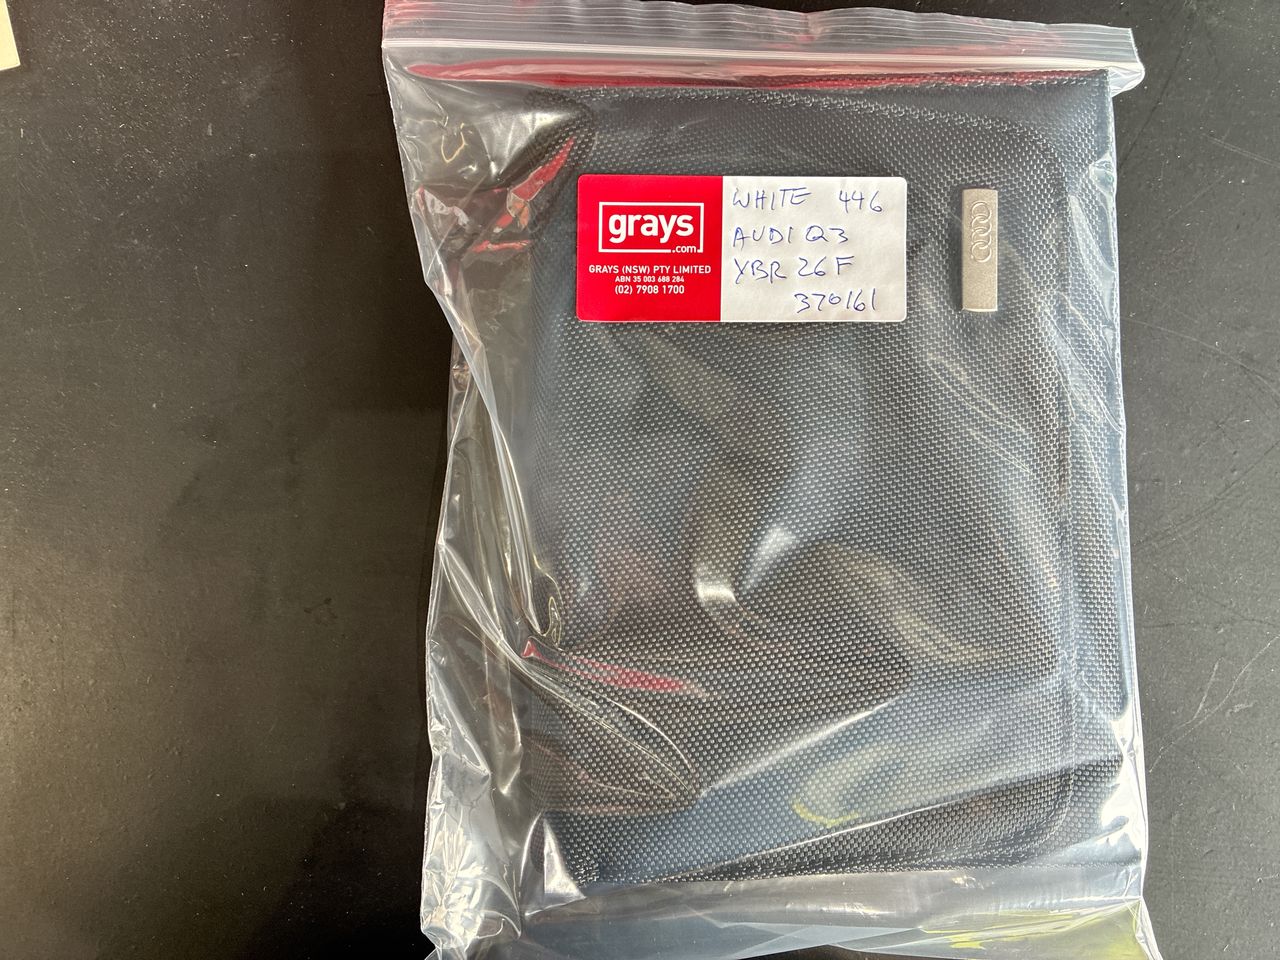 grays
.com
GRAYS (NSW) PTY LIMITED
ABN 35 003 688 284
(02) 7908 1700
WHITE 446
AUDI Q3
YBR 26F
370161